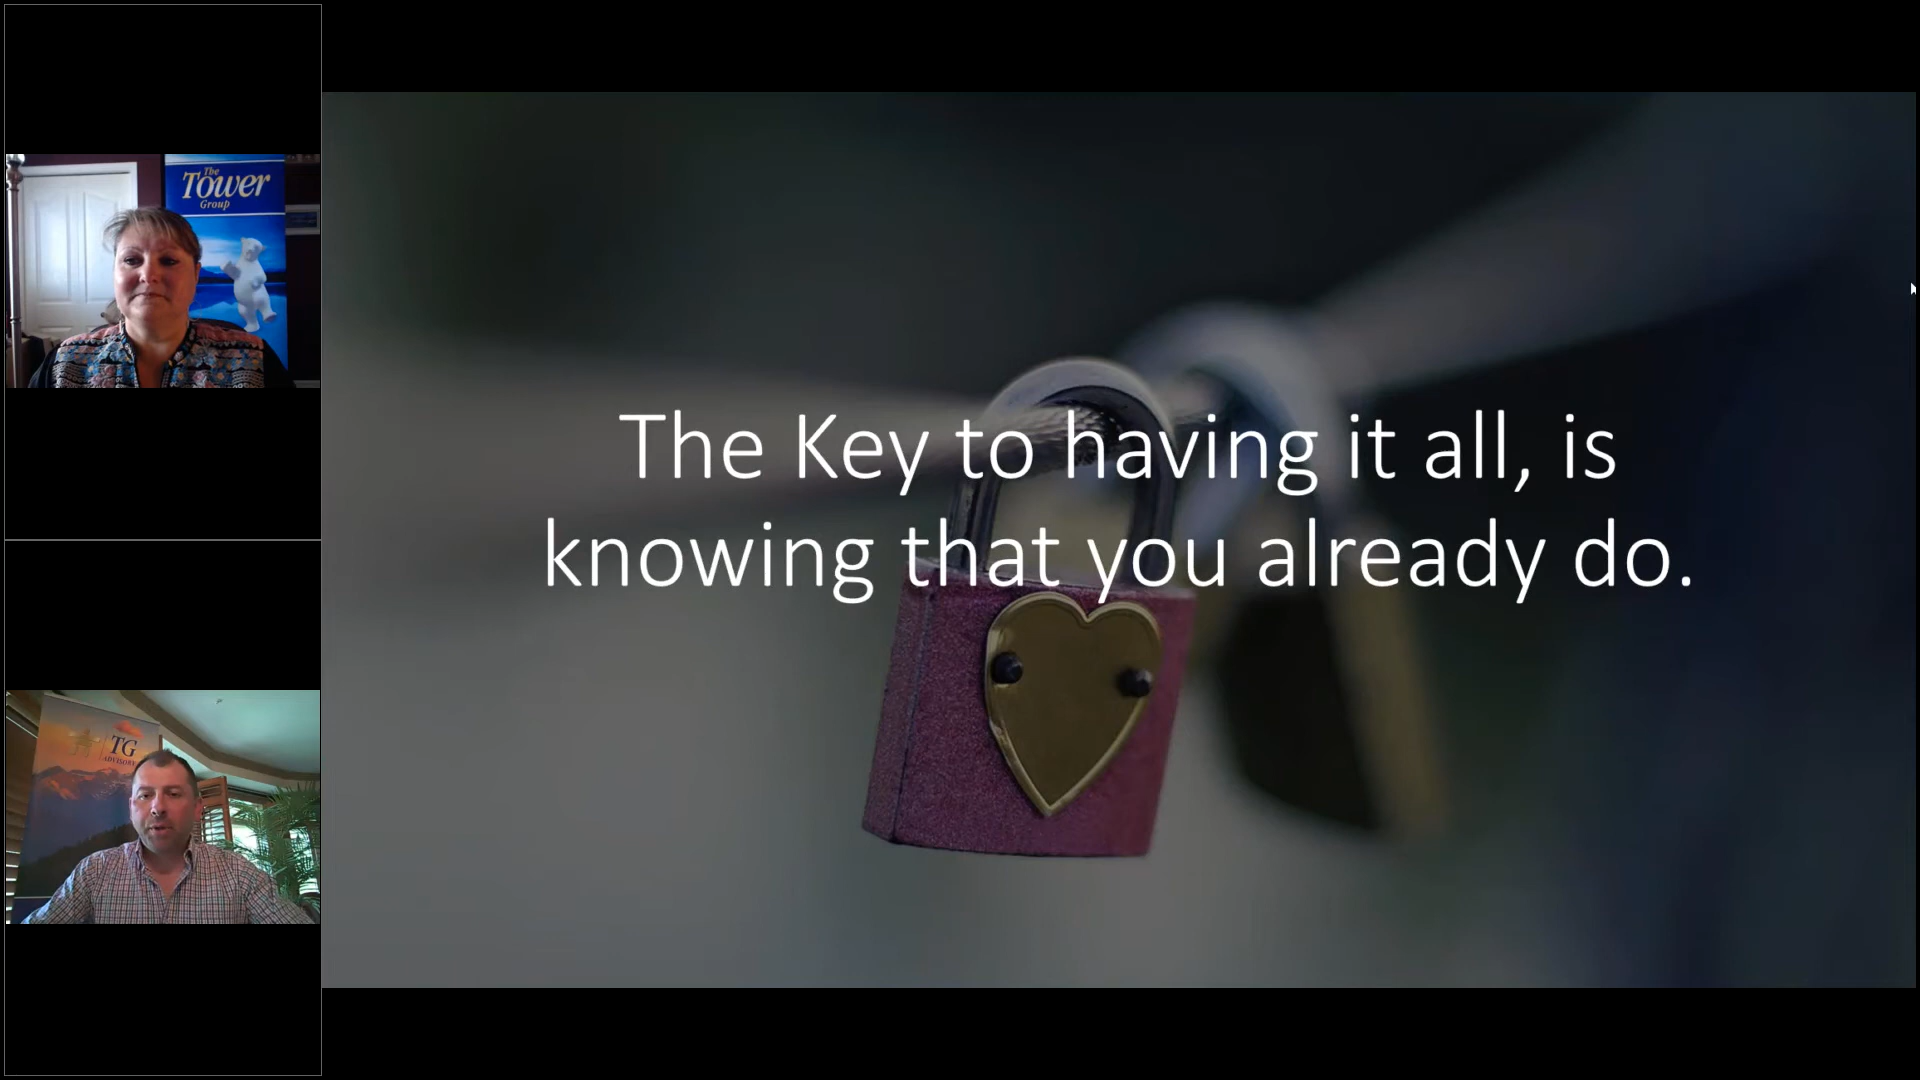 The
Tower
Group
TG
ADVISORY
The Key to having it all, is
knowing that you already do.